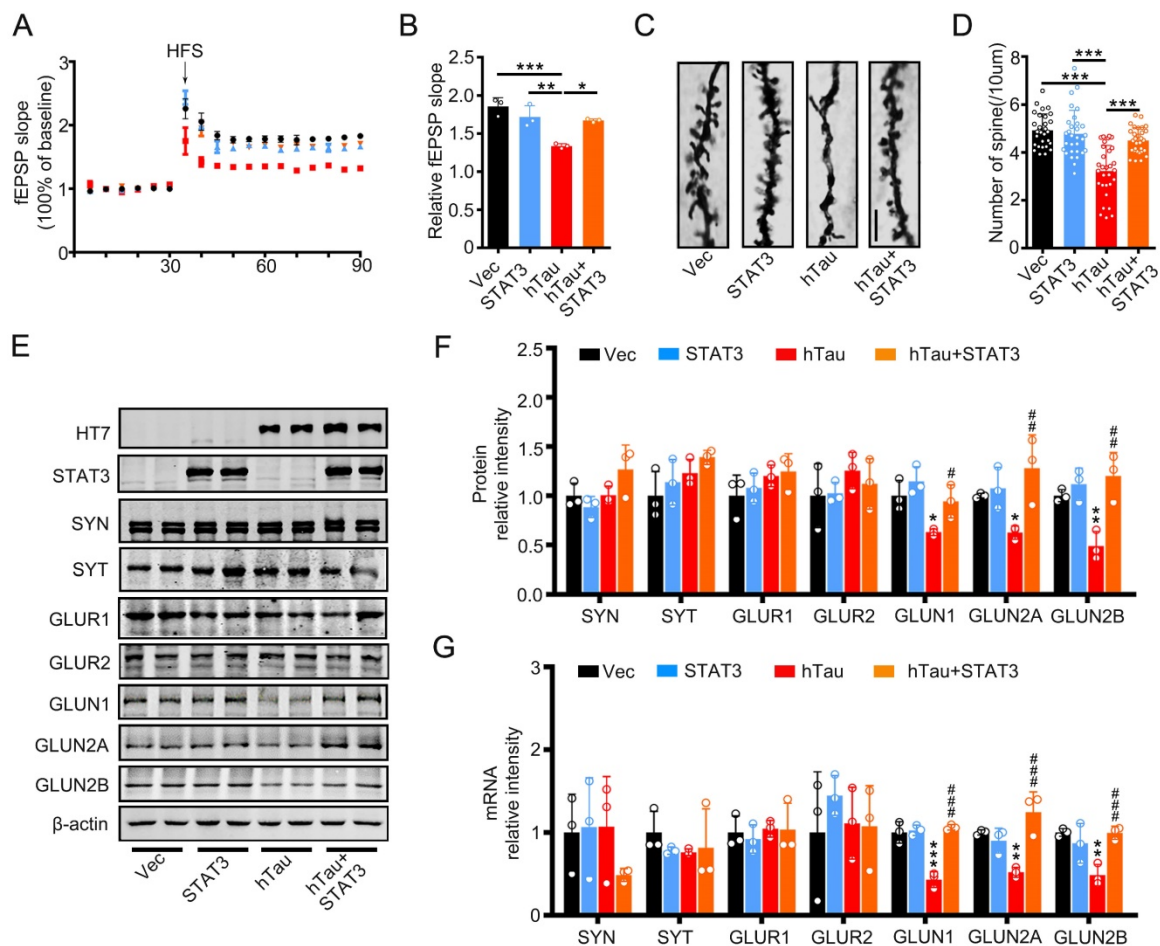 A
HFS
fEPSP slope
(100% of baseline)
3
2
1
0
30
60
90
B
Relative fEPSP slope
2.5
2.0
1.5
1.0
0.5
0.0
***
**
*
Vec
STAT3
hTau
hTau+
STAT3
C
Vec
STAT3
hTau
hTau+
STAT3
D
Number of spine(/10um)
8
6
4
2
0
***
***
***
Vec
STAT3
hTau
hTau+
STAT3
E
HT7
STAT3
SYN
SYT
GLUR1
GLUR2
GLUN1
GLUN2A
GLUN2B
β-actin
Vec
STAT3
hTau
hTau+
STAT3
F
Vec
STAT3
hTau
hTau+STAT3
Protein
relative intensity
2.5
2.0
1.5
1.0
0.5
0.0
*
#
*
##
**
##
SYN
SYT
GLUR1
GLUR2
GLUN1
GLUN2A
GLUN2B
G
Vec
STAT3
hTau
hTau+STAT3
mRNA
relative intensity
3
2
1
0
***
###
**
###
**
###
SYN
SYT
GLUR1
GLUR2
GLUN1
GLUN2A
GLUN2B